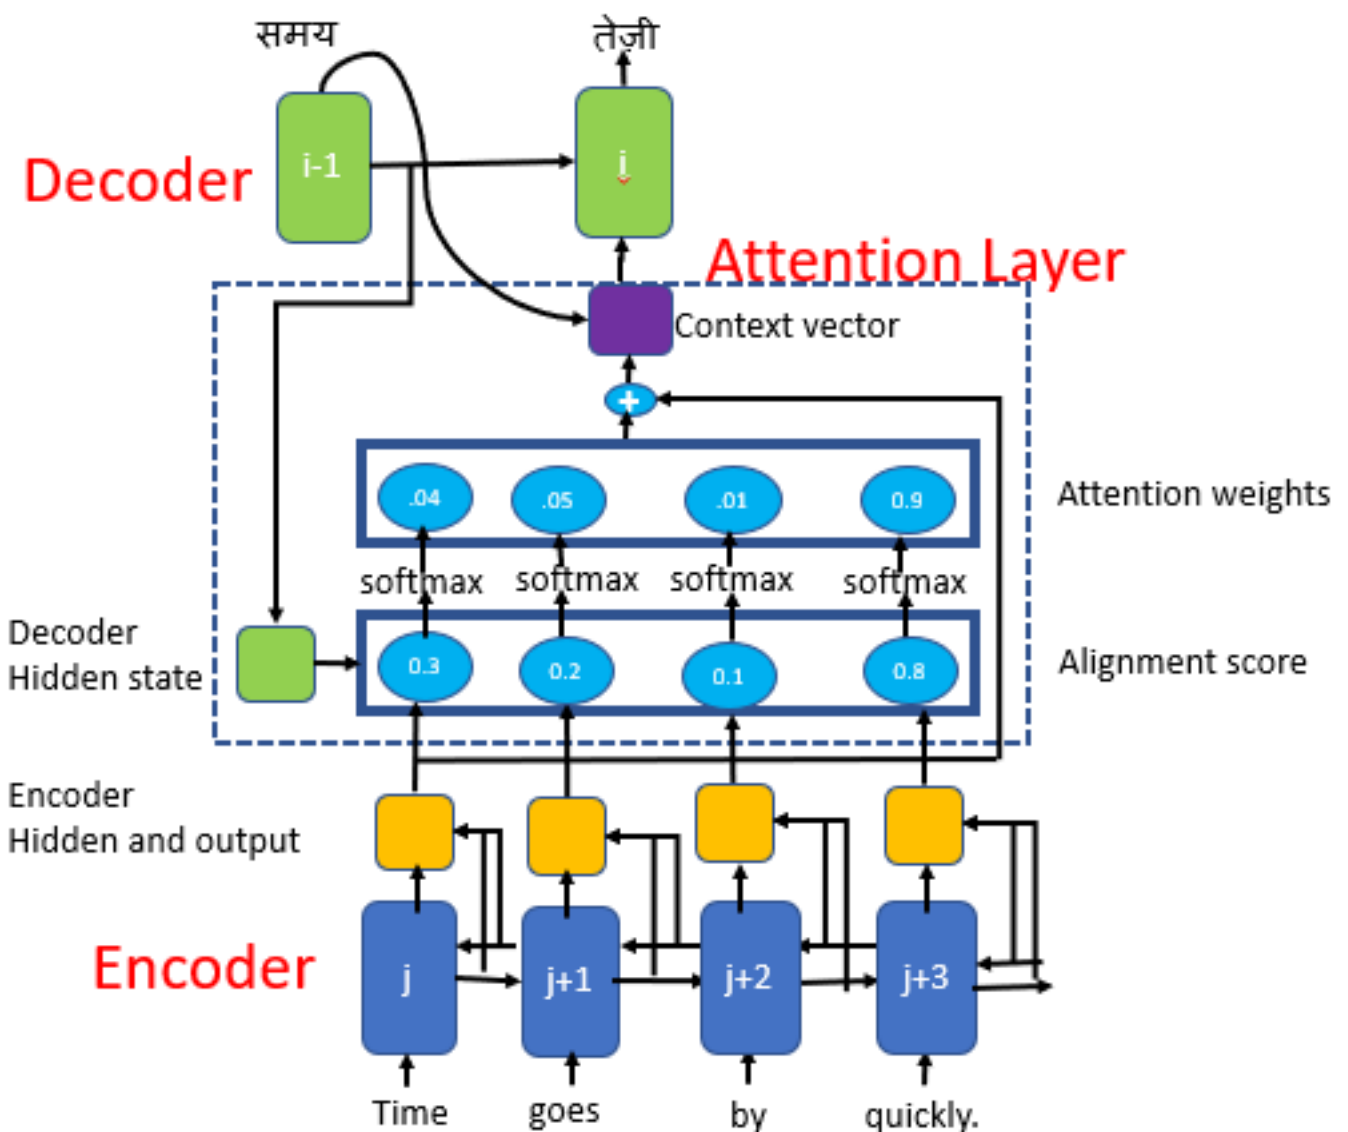 समय
तेज़ी
i-1
i
Decoder
Attention Layer
Context vector
+
.04
.05
.01
0.9
Attention weights
softmax
softmax
softmax
softmax
Decoder
Hidden state
0.3
0.2
0.1
0.8
Alignment score
Encoder
Hidden and output
Encoder
j
j+1
j+2
j+3
Time
goes
by
quickly.